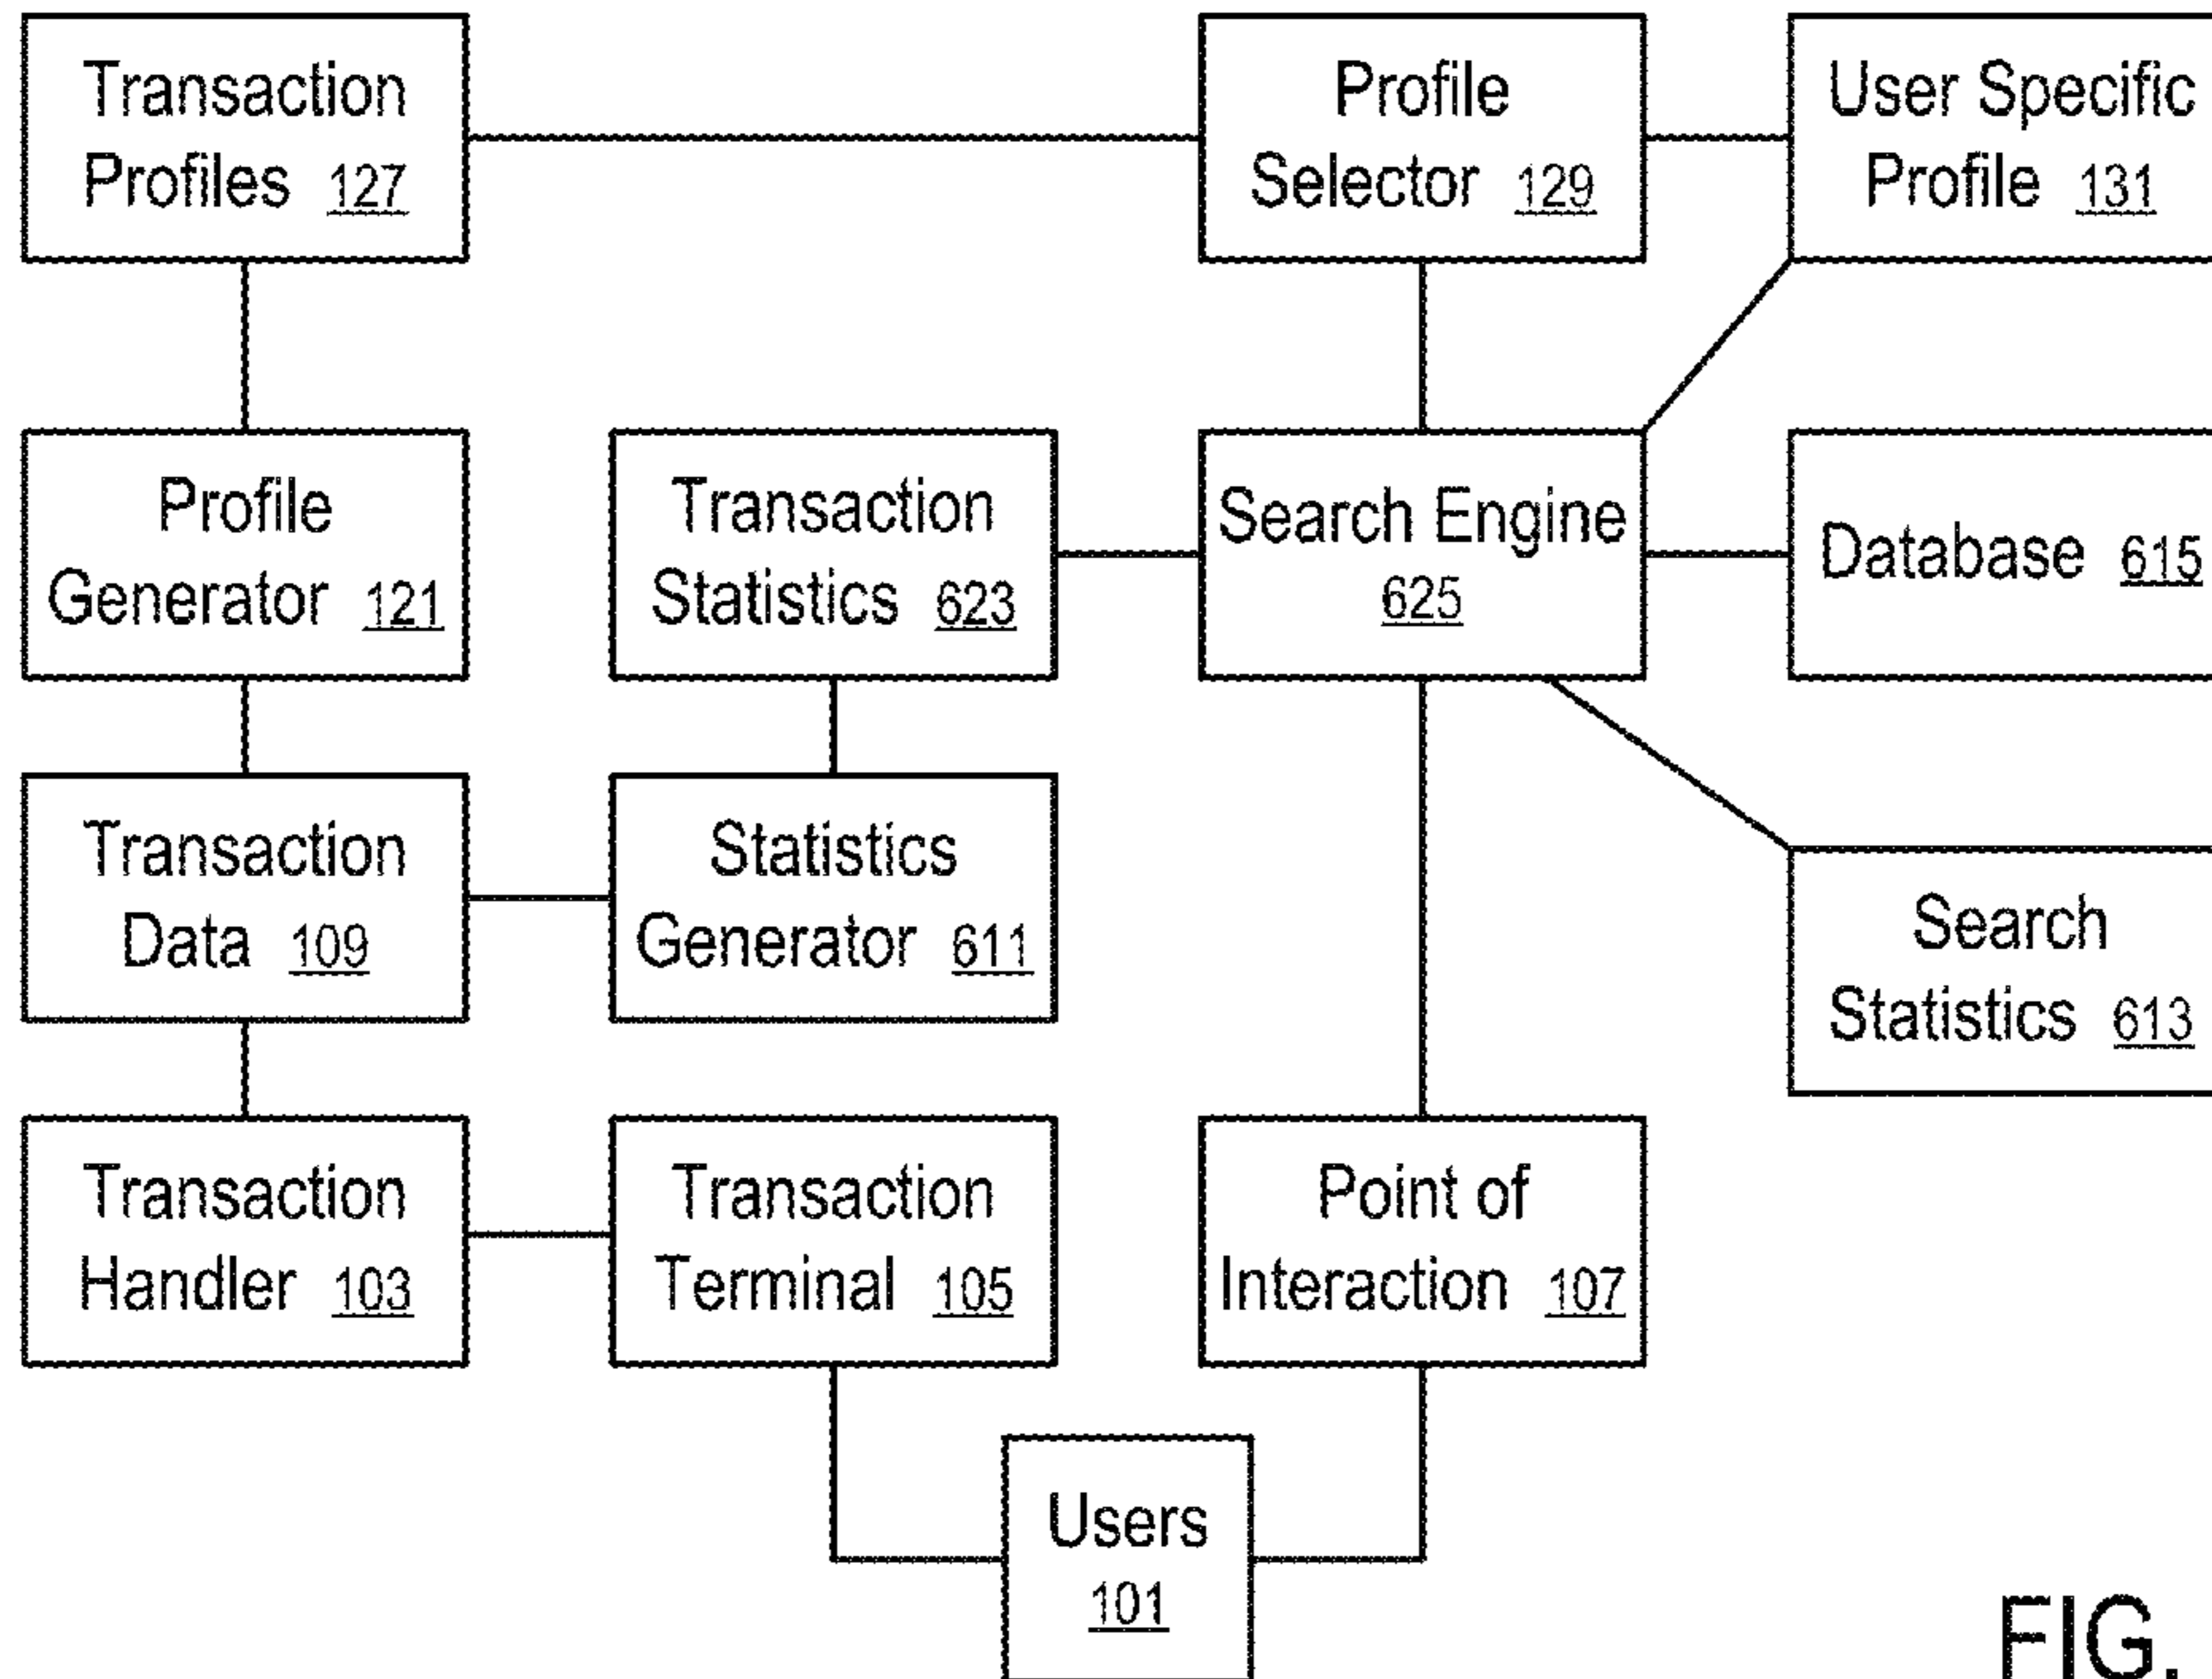 Transaction
Profiles 127
Profile
Selector 129
User Specific
Profile 131
Profile
Generator 121
Transaction
Statistics 623
Search Engine
625
Database 615
Transaction
Data 109
Statistics
Generator 611
Search
Statistics 613
Transaction
Handler 103
Transaction
Terminal 105
Point of
Interaction 107
Users
101
FIG.